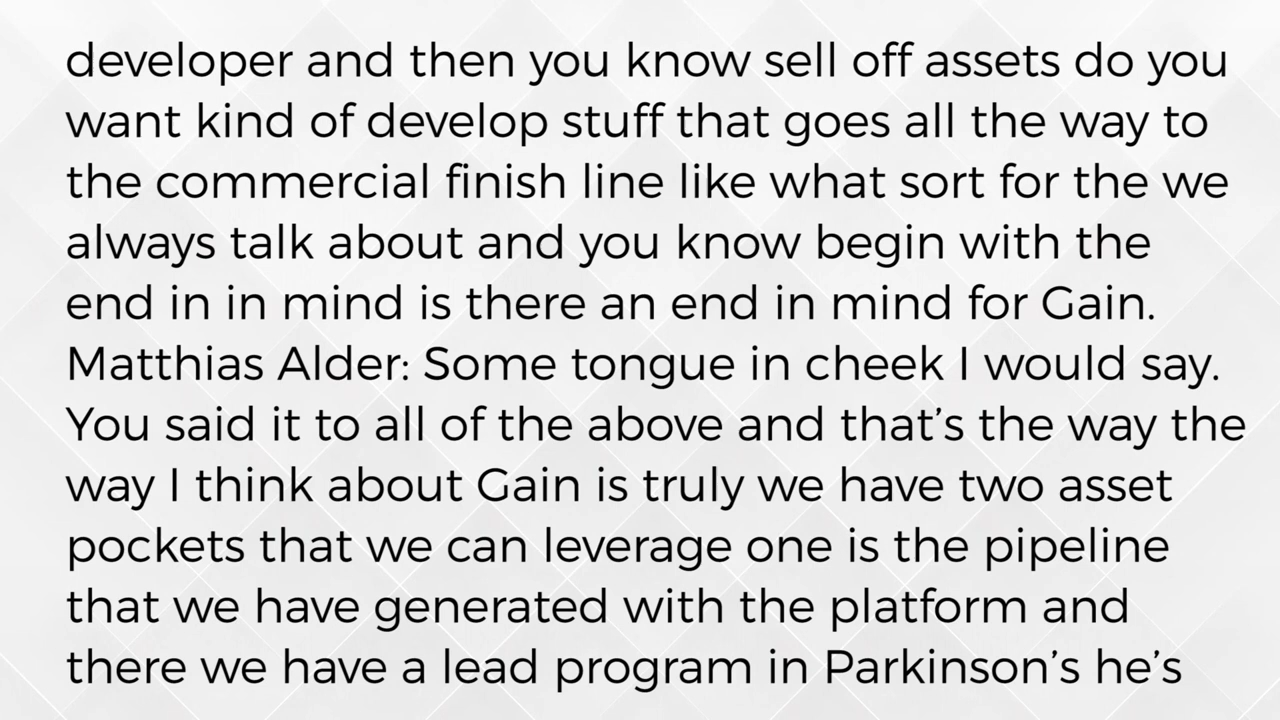 developer and then you know sell off assets do you
want kind of develop stuff that goes all the way to
the commercial finish line like what sort for the we
always talk about and you know begin with the
end in in mind is there an end in mind for Gain.
Matthias Alder: Some tongue in cheek I would say.
You said it to all of the above and that’s the way the
way I think about Gain is truly we have two asset
pockets that we can leverage one is the pipeline
that we have generated with the platform and
there we have a lead program in Parkinson’s he’s